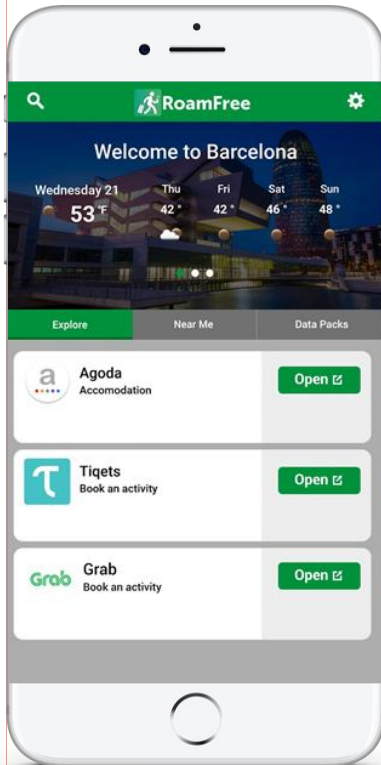 RoamFree
Welcome to Barcelona
Wednesday 21 Thu Fri Sat Sun
53 °F 42 ° 42 ° 46 ° 48 °
Explore Near Me Data Packs
a Agoda Open
Accomodation
Tiqets Open
Book an activity
Grab Grab Open
Book an activity